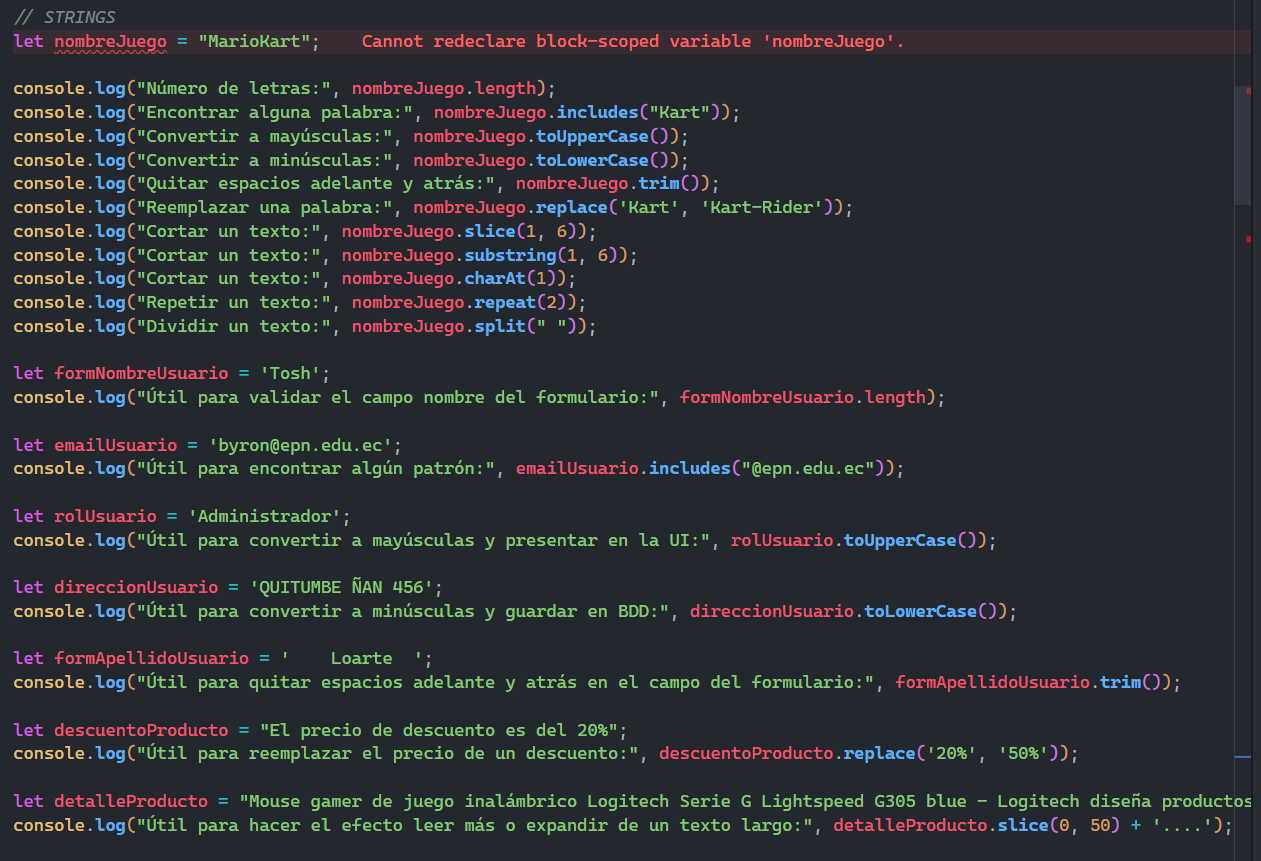 // STRINGS
let nombreJuego = "MarioKart";    Cannot redeclare block-scoped variable 'nombreJuego'.
console.log("Número de letras:", nombreJuego.length);
console.log("Encontrar alguna palabra:", nombreJuego.includes("Kart"));
console.log("Convertir a mayúsculas:", nombreJuego.toUpperCase());
console.log("Convertir a minúsculas:", nombreJuego.toLowerCase());
console.log("Quitar espacios adelante y atrás:", nombreJuego.trim());
console.log("Reemplazar una palabra:", nombreJuego.replace('Kart', 'Kart-Rider'));
console.log("Cortar un texto:", nombreJuego.slice(1, 6));
console.log("Cortar un texto:", nombreJuego.substring(1, 6));
console.log("Cortar un texto:", nombreJuego.charAt(1));
console.log("Repetir un texto:", nombreJuego.repeat(2));
console.log("Dividir un texto:", nombreJuego.split(" "));
let formNombreUsuario = 'Tosh';
console.log("Útil para validar el campo nombre del formulario:", formNombreUsuario.length);
let emailUsuario = 'byron@epn.edu.ec';
console.log("Útil para encontrar algún patrón:", emailUsuario.includes("@epn.edu.ec"));
let rolUsuario = 'Administrador';
console.log("Útil para convertir a mayúsculas y presentar en la UI:", rolUsuario.toUpperCase());
let direccionUsuario = 'QUITUMBE ÑAN 456';
console.log("Útil para convertir a minúsculas y guardar en BDD:", direccionUsuario.toLowerCase());
let formApellidoUsuario = '    Loarte  ';
console.log("Útil para quitar espacios adelante y atrás en el campo del formulario:", formApellidoUsuario.trim());
let descuentoProducto = "El precio de descuento es del 20%";
console.log("Útil para reemplazar el precio de un descuento:", descuentoProducto.replace('20%', '50%'));
let detalleProducto = "Mouse gamer de juego inalámbrico Logitech Serie G Lightspeed G305 blue - Logitech diseña productos
console.log("Útil para hacer el efecto leer más o expandir de un texto largo:", detalleProducto.slice(0, 50) + '....');